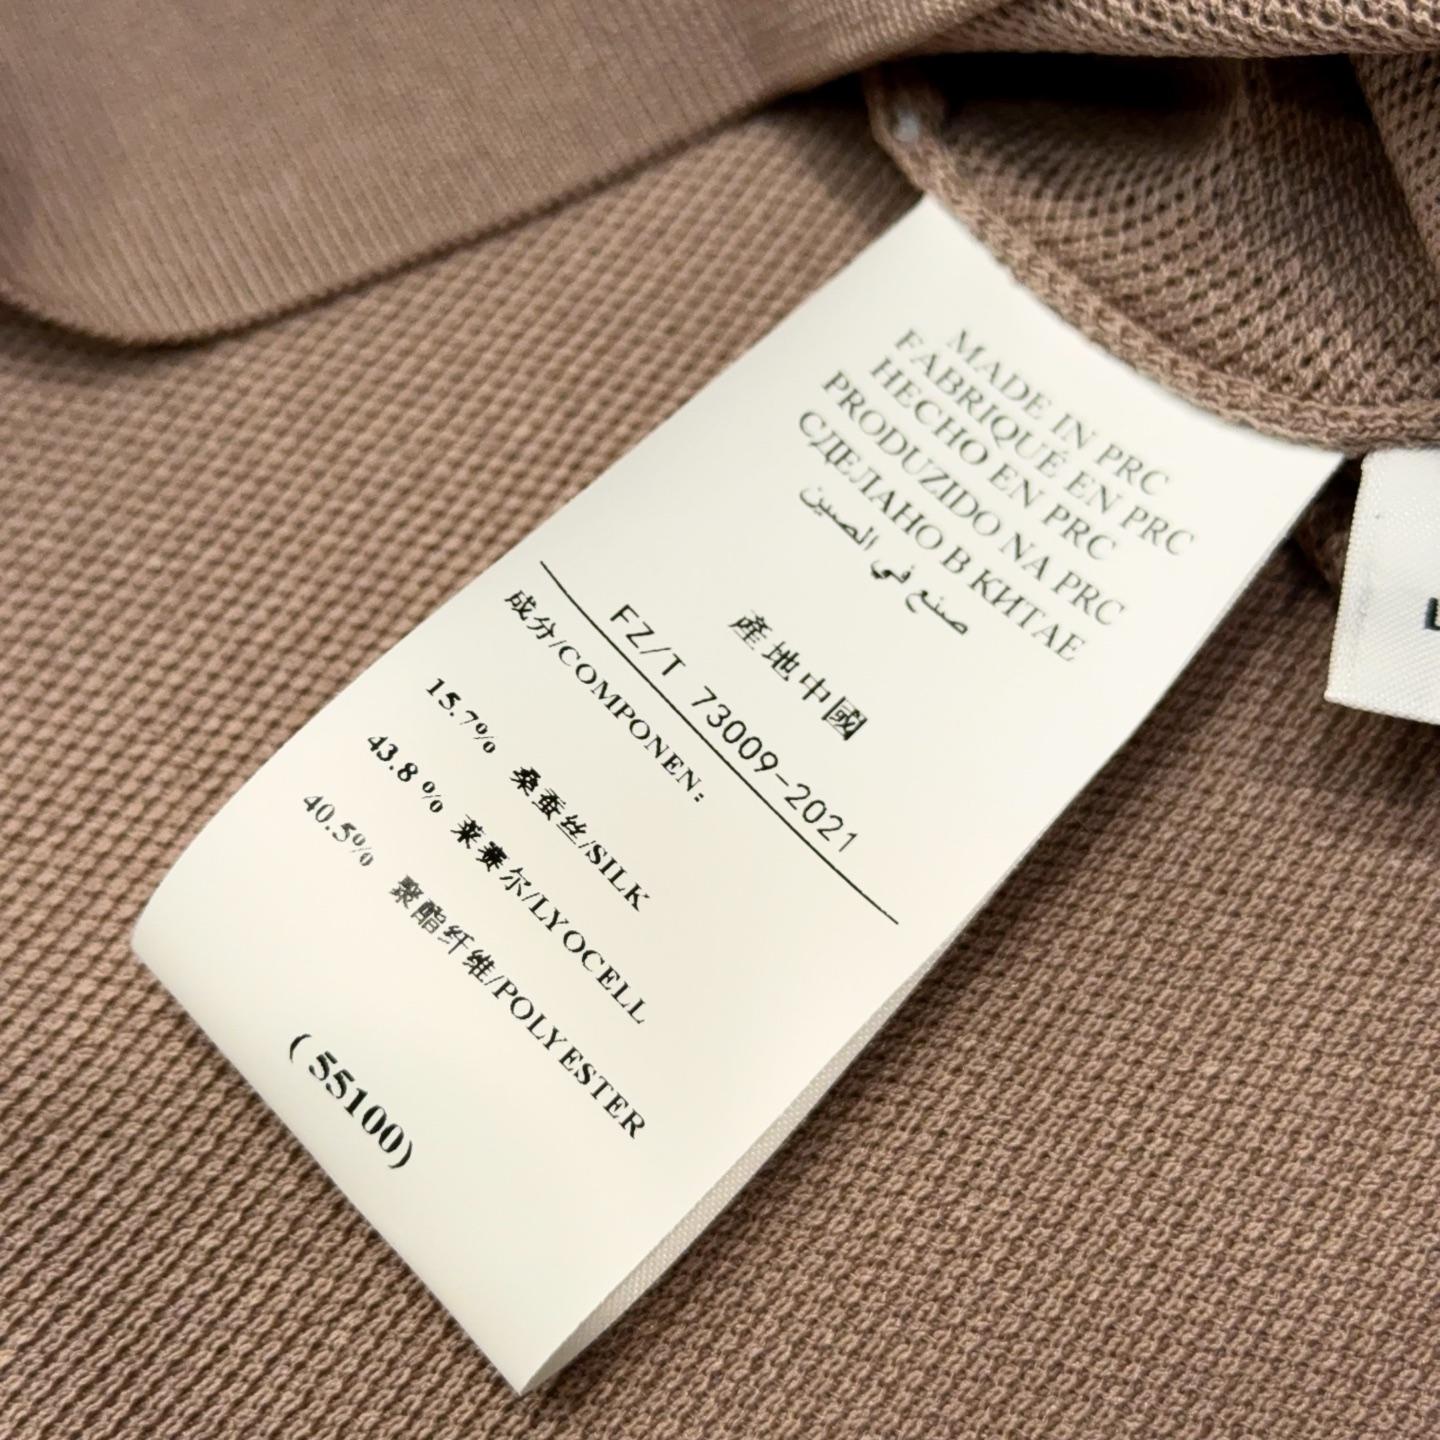 MADE IN PRC
FABRIQUÉ EN PRC
HECHO EN PRC
PRODUZIDO NA PRC
СДЕЛАНО В КИТАЕ
صنع في الصين
產地中國
FZ/T 73009-2021
成分/COMPONEN:
15.7% 桑蚕丝/SILK
43.8% 莱赛尔/LYOCELL
40.5% 聚酯纤维/POLYESTER
(55100)